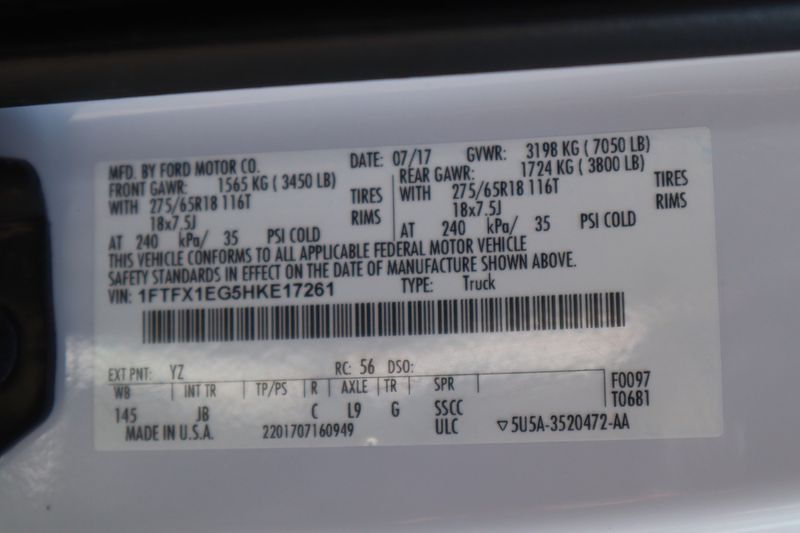 MFD. BY FORD MOTOR CO. DATE: 07/17 GVWR: 3198 KG ( 7050 LB)
FRONT GAWR: 1565 KG ( 3450 LB) REAR GAWR: 1724 KG ( 3800 LB)
WITH 275/65R18 116T TIRES WITH 275/65R18 116T TIRES
18x7.5J RIMS 18x7.5J RIMS
AT 240 kPa/ 35 PSI COLD AT 240 kPa/ 35 PSI COLD
THIS VEHICLE CONFORMS TO ALL APPLICABLE FEDERAL MOTOR VEHICLE
SAFETY STANDARDS IN EFFECT ON THE DATE OF MANUFACTURE SHOWN ABOVE.
VIN: 1FTFX1EG5HKE17261 TYPE: Truck
EXT PNT: YZ RC: 56 DSO:
WB INT TR TP/PS R AXLE TR SPR F0097
145 JB C L9 G SSCC T0681
MADE IN U.S.A. 2201707160949 ULC ▽5U5A-3520472-AA